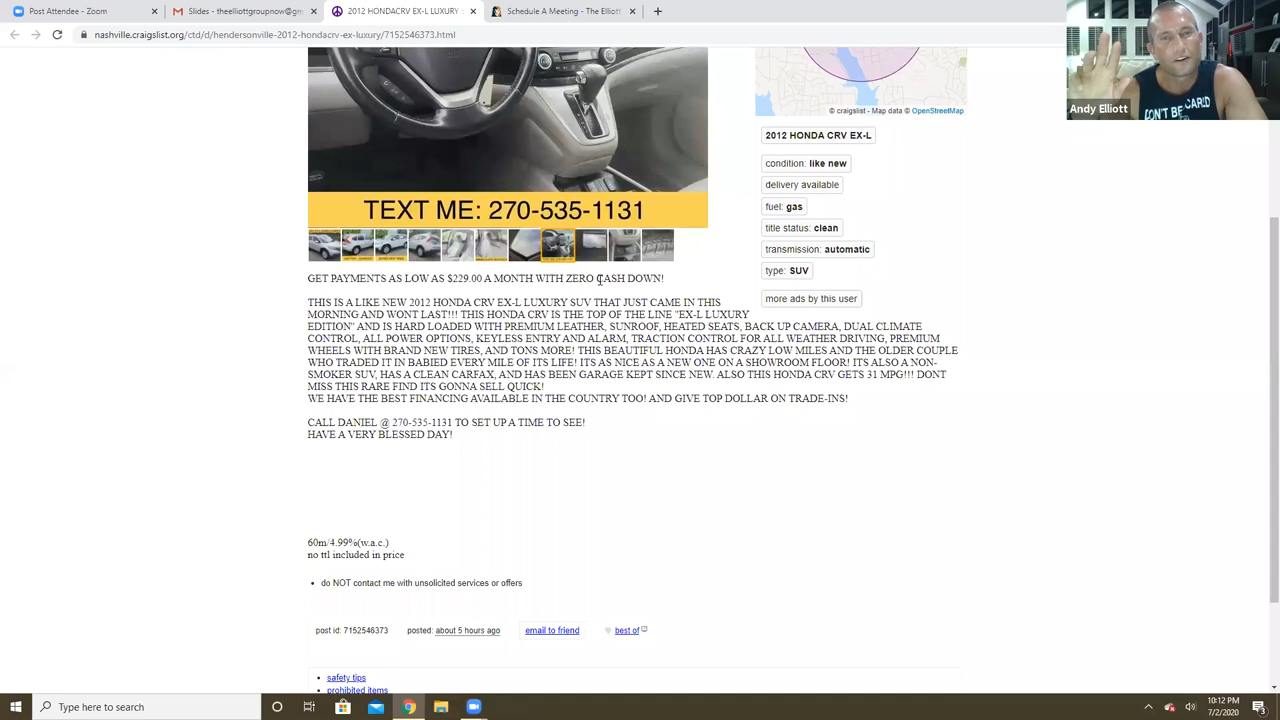 Post Attendee - Zoom
Slides - theelliottgroupnow@gm
2012 HONDACRV EX-L LUXURY
Schedule A Meeting - The Elliott
nashville.craigslist.org/ctd/d/hendersonville-2012-hondacrv-ex-luxury/7152546373.html
Andy Elliott
DON'T BE
© craigslist - Map data © OpenStreetMap
2012 HONDA CRV EX-L
condition: like new
delivery available
fuel: gas
title status: clean
transmission: automatic
type: SUV
more ads by this user
TEXT ME: 270-535-1131
GET PAYMENTS AS LOW AS $229.00 A MONTH WITH ZERO CASH DOWN!
THIS IS A LIKE NEW 2012 HONDA CRV EX-L LUXURY SUV THAT JUST CAME IN THIS
MORNING AND WONT LAST!!! THIS HONDA CRV IS THE TOP OF THE LINE "EX-L LUXURY
EDITION" AND IS HARD LOADED WITH PREMIUM LEATHER, SUNROOF, HEATED SEATS, BACK UP CAMERA, DUAL CLIMATE
CONTROL, ALL POWER OPTIONS, KEYLESS ENTRY AND ALARM, TRACTION CONTROL FOR ALL WEATHER DRIVING, PREMIUM
WHEELS WITH BRAND NEW TIRES, AND TONS MORE! THIS BEAUTIFUL HONDA HAS CRAZY LOW MILES AND THE OLDER COUPLE
WHO TRADED IT IN BABIED EVERY MILE OF ITS LIFE! ITS AS NICE AS A NEW ONE ON A SHOWROOM FLOOR! ITS ALSO A NON-
SMOKER SUV, HAS A CLEAN CARFAX, AND HAS BEEN GARAGE KEPT SINCE NEW. ALSO THIS HONDA CRV GETS 31 MPG!!! DONT
MISS THIS RARE FIND ITS GONNA SELL QUICK!
WE HAVE THE BEST FINANCING AVAILABLE IN THE COUNTRY TOO! AND GIVE TOP DOLLAR ON TRADE-INS!
CALL DANIEL @ 270-535-1131 TO SET UP A TIME TO SEE!
HAVE A VERY BLESSED DAY!
60m/4.99%(w.a.c.)
no ttl included in price
do NOT contact me with unsolicited services or offers
post id: 7152546373
posted: about 5 hours ago
email to friend
best of
safety tips
prohibited items
Type here to search
10:12 PM
7/2/2020
3